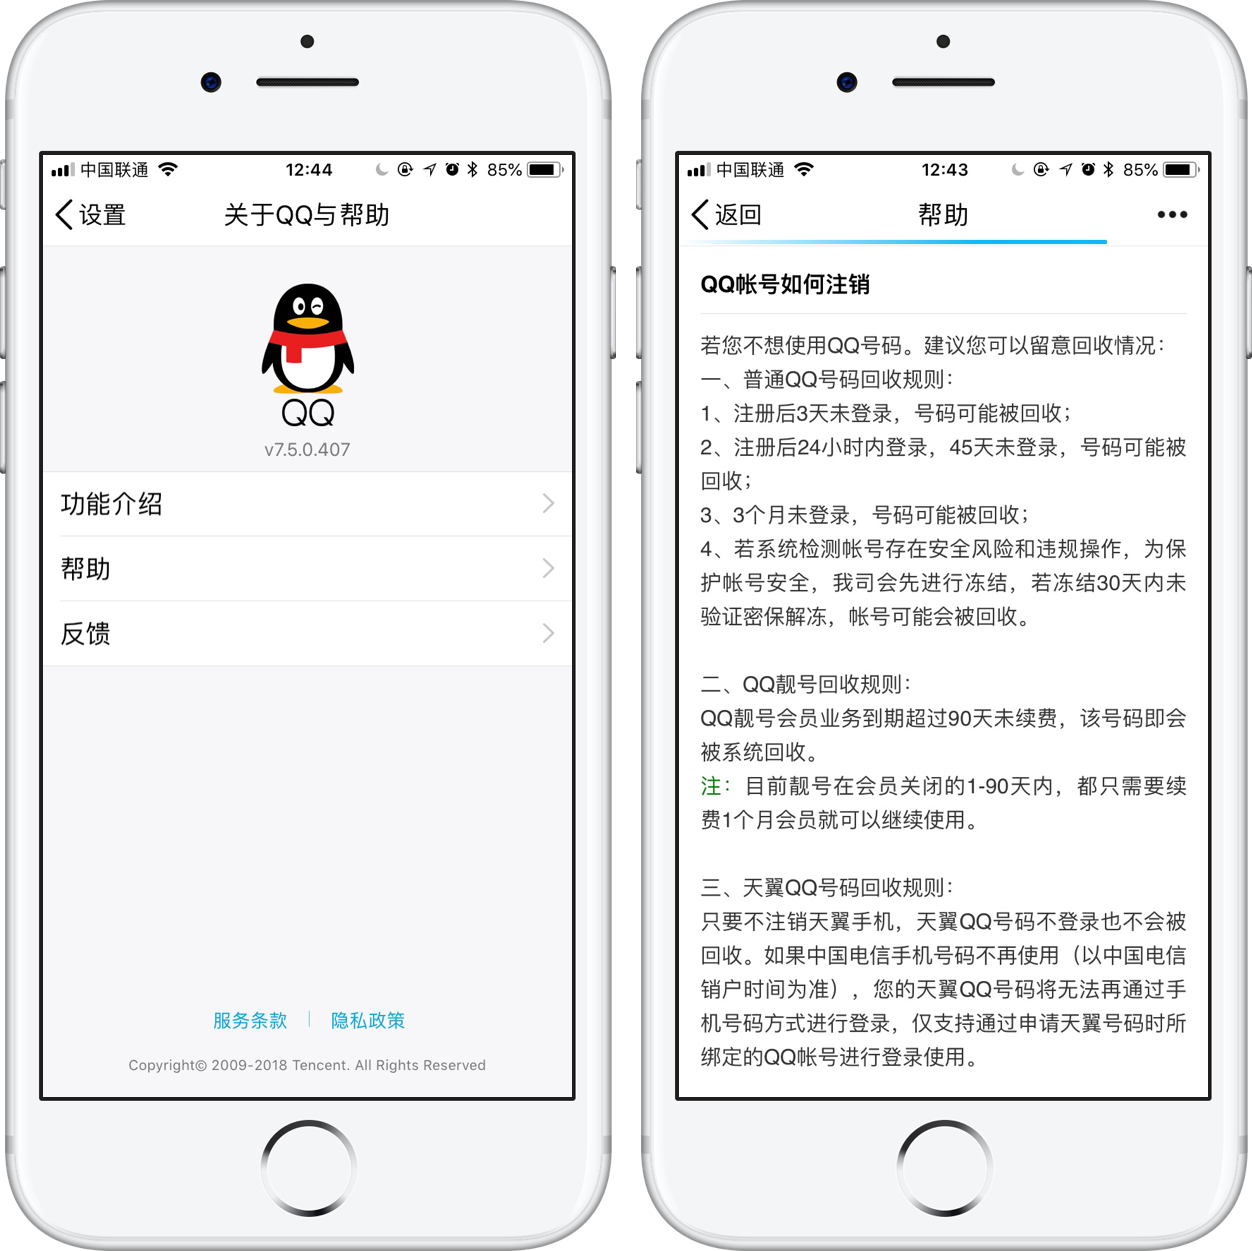 中国联通 12:44 85%
设置 关于QQ与帮助
QQ
v7.5.0.407
功能介绍
帮助
反馈
服务条款 | 隐私政策
Copyright© 2009-2018 Tencent. All Rights Reserved
中国联通 12:43 85%
返回 帮助 •••
QQ帐号如何注销
若您不想使用QQ号码。建议您可以留意回收情况：
一、普通QQ号码回收规则：
1、注册后3天未登录，号码可能被回收；
2、注册后24小时内登录，45天未登录，号码可能被
回收；
3、3个月未登录，号码可能被回收；
4、若系统检测帐号存在安全风险和违规操作，为保
护帐号安全，我司会先进行冻结，若冻结30天内未
验证密保解冻，帐号可能会被回收。
二、QQ靓号回收规则：
QQ靓号会员业务到期超过90天未续费，该号码即会
被系统回收。
注：目前靓号在会员关闭的1-90天内，都只需要续
费1个月会员就可以继续使用。
三、天翼QQ号码回收规则：
只要不注销天翼手机，天翼QQ号码不登录也不会被
回收。如果中国电信手机号码不再使用（以中国电信
销户时间为准），您的天翼QQ号码将无法再通过手
机号码方式进行登录，仅支持通过申请天翼号码时所
绑定的QQ帐号进行登录使用。